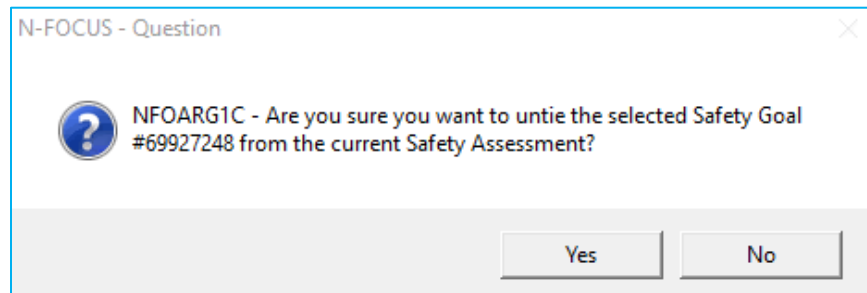 N-FOCUS - Question
NFOARG1C - Are you sure you want to untie the selected Safety Goal
#69927248 from the current Safety Assessment?
Yes
No